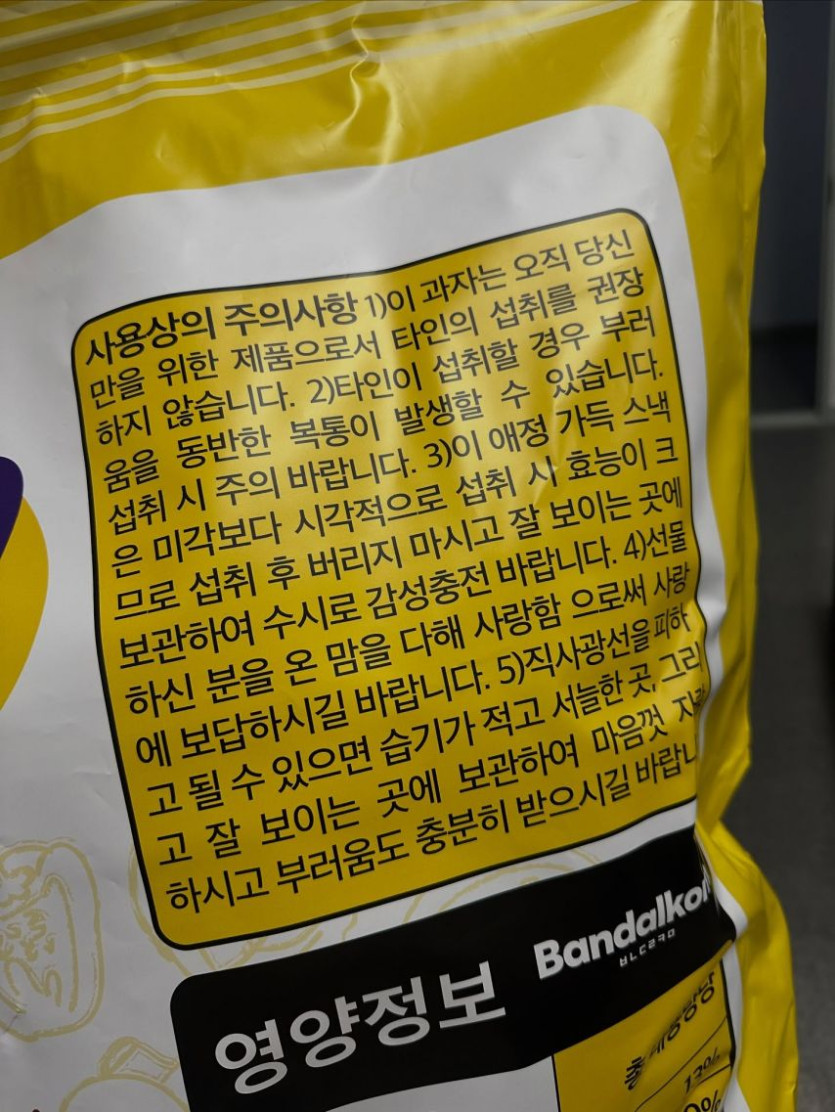 사용상의 주의사항 1)이 과자는 오직 당신
만을 위한 제품으로서 타인의 섭취를 권장
하지 않습니다. 2)타인이 섭취할 경우 부러
움을 동반한 복통이 발생할 수 있습니다.
섭취 시 주의 바랍니다. 3)이 애정 가득 스낵
은 미각보다 시각적으로 섭취 시 효능이 크
므로 섭취 후 버리지 마시고 잘 보이는 곳에
보관하여 수시로 감성충전 바랍니다. 4)선물
하신 분을 온 맘을 다해 사랑함 으로써 사랑
에 보답하시길 바랍니다. 5)직사광선을 피하
고 될 수 있으면 습기가 적고 서늘한 곳, 그리
고 잘 보이는 곳에 보관하여 마음껏
하시고 부러움도 충분히 받으시길 바랍니
영양정보
Bandalkom
ㅂㄴㄷㄹㅋㅁ
13%